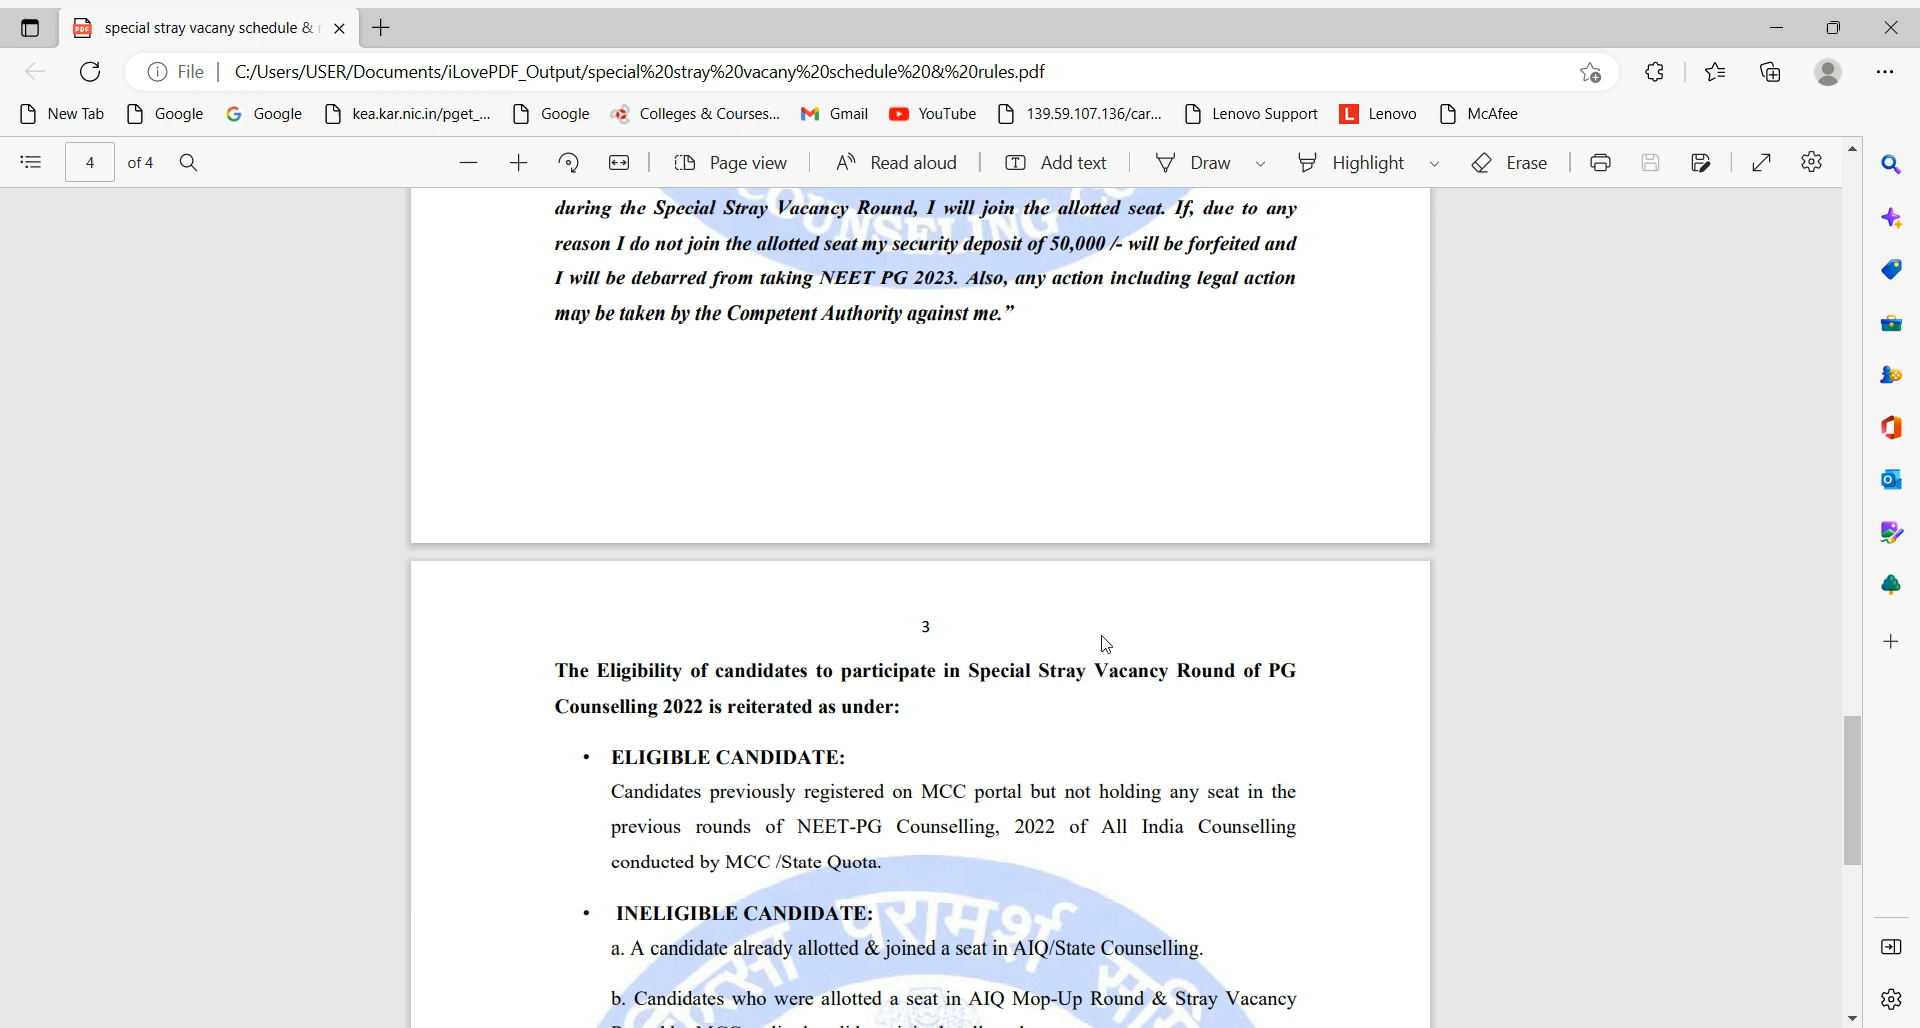 special stray vacany schedule &
File
C:/Users/USER/Documents/iLovePDF_Output/special%20stray%20vacany%20schedule%20&%20rules.pdf
New Tab Google Google kea.kar.nic.in/pget_... Google Colleges & Courses... Gmail YouTube 139.59.107.136/car... Lenovo Support L Lenovo McAfee
4 of 4 Page view Read aloud Add text Draw Highlight Erase
COUNSELING CO
during the Special Stray Vacancy Round, I will join the allotted seat. If, due to any
reason I do not join the allotted seat my security deposit of 50,000 /- will be forfeited and
I will be debarred from taking NEET PG 2023. Also, any action including legal action
may be taken by the Competent Authority against me.”
3
The Eligibility of candidates to participate in Special Stray Vacancy Round of PG
Counselling 2022 is reiterated as under:
• ELIGIBLE CANDIDATE:
Candidates previously registered on MCC portal but not holding any seat in the
previous rounds of NEET-PG Counselling, 2022 of All India Counselling
conducted by MCC /State Quota.
• INELIGIBLE CANDIDATE:
परामर्श
a. A candidate already allotted & joined a seat in AIQ/State Counselling.
b. Candidates who were allotted a seat in AIQ Mop-Up Round & Stray Vacancy